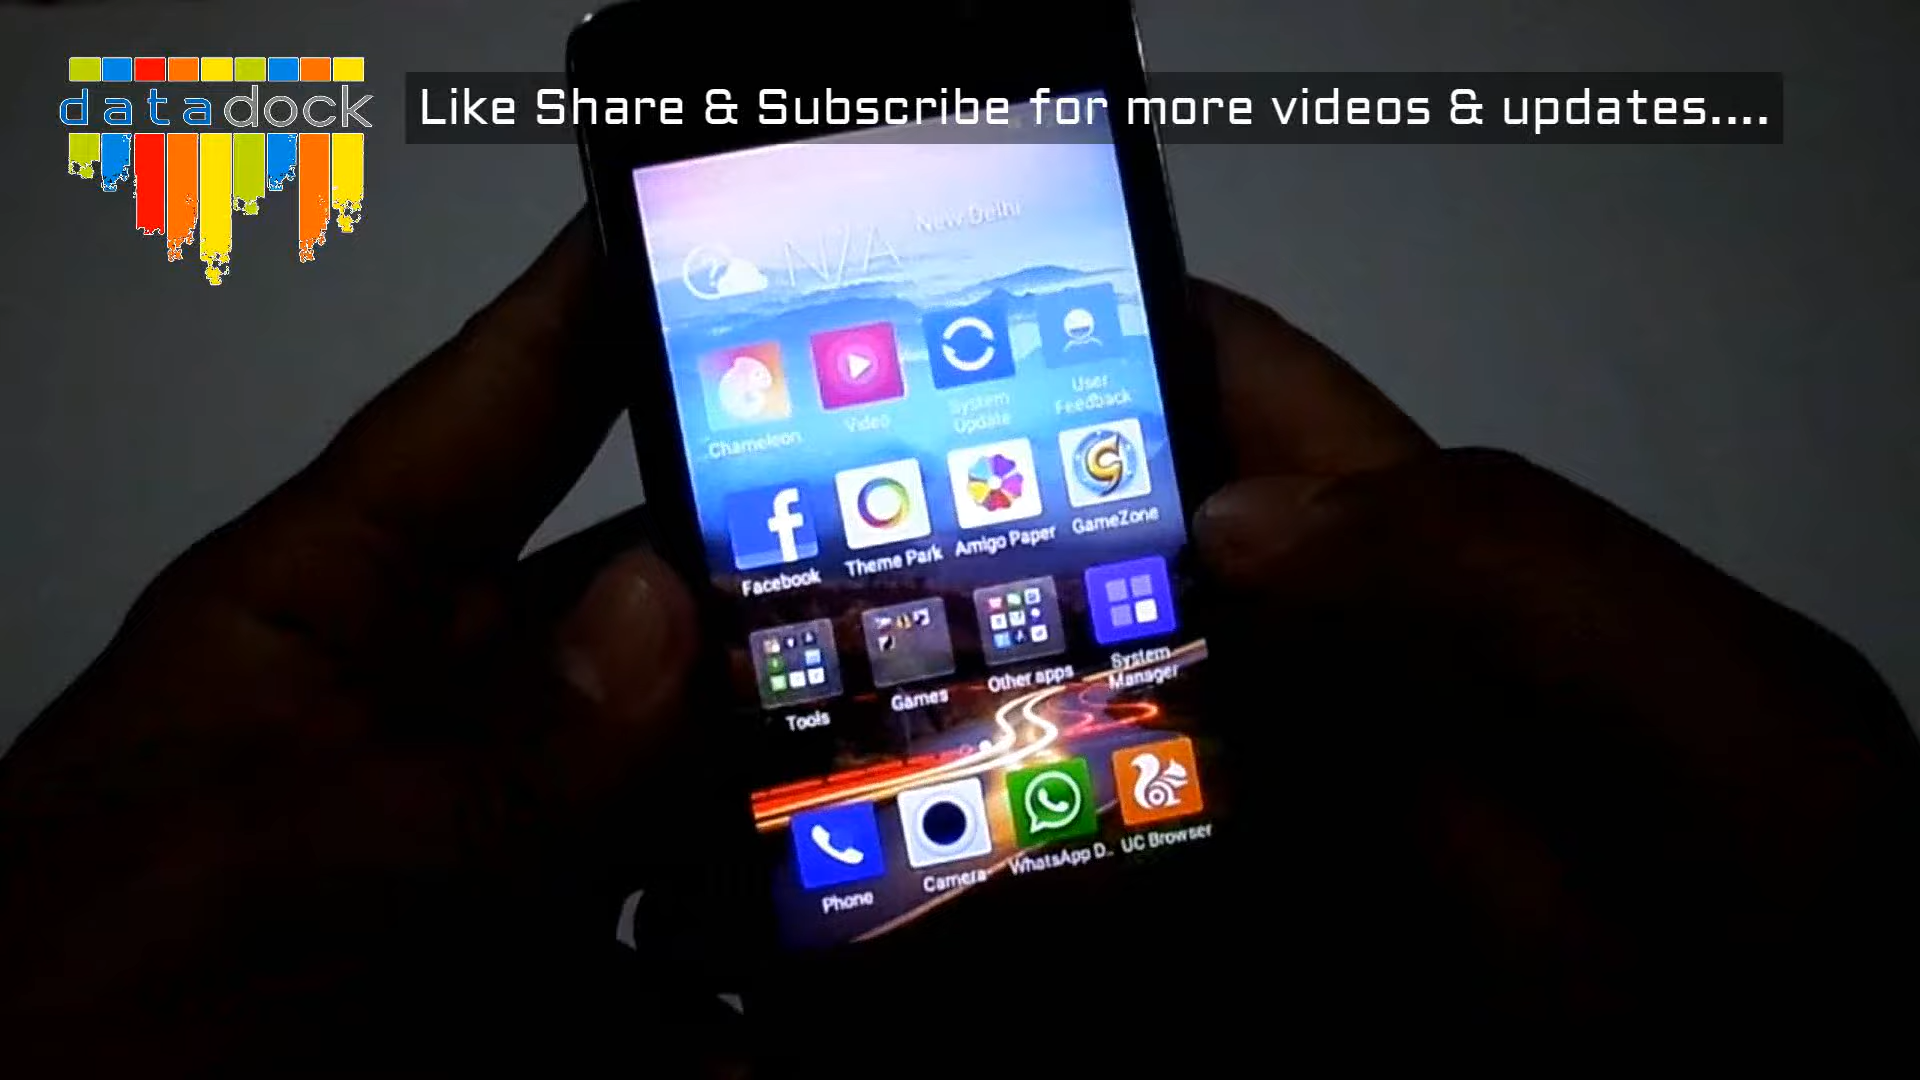 datadock
Like Share & Subscribe for more videos & updates....
New Delhi
N/A
Chameleon
Video
System
Update
User
Feedback
Facebook
Theme Park
Amigo Paper
GameZone
Tools
Games
Other apps
System
Manager
Phone
Camera
WhatsApp D..
UC Browser